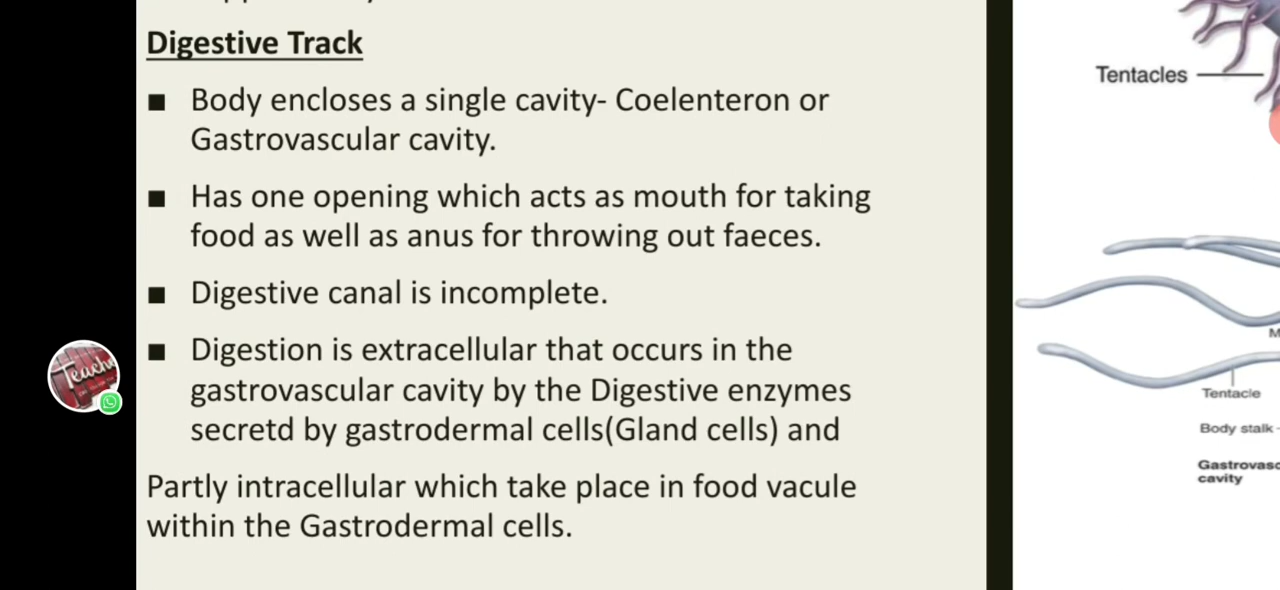 Digestive Track
■ Body encloses a single cavity- Coelenteron or
Gastrovascular cavity.
■ Has one opening which acts as mouth for taking
food as well as anus for throwing out faeces.
■ Digestive canal is incomplete.
■ Digestion is extracellular that occurs in the
gastrovascular cavity by the Digestive enzymes
secretd by gastrodermal cells(Gland cells) and
Partly intracellular which take place in food vacule
within the Gastrodermal cells.
Tentacles
Tentacle
Body stalk
cavity